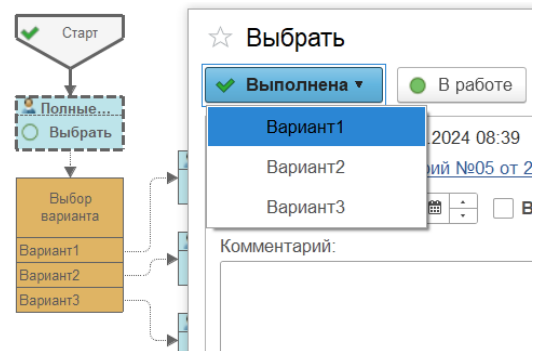 Старт
Полные...
Выбрать
Выбор
варианта
Вариант1
Вариант2
Вариант3
Выбрать
Выполнена
В работе
Вариант1
Вариант2
Вариант3
.2024 08:39
рий №05 от 2
В
Комментарий: